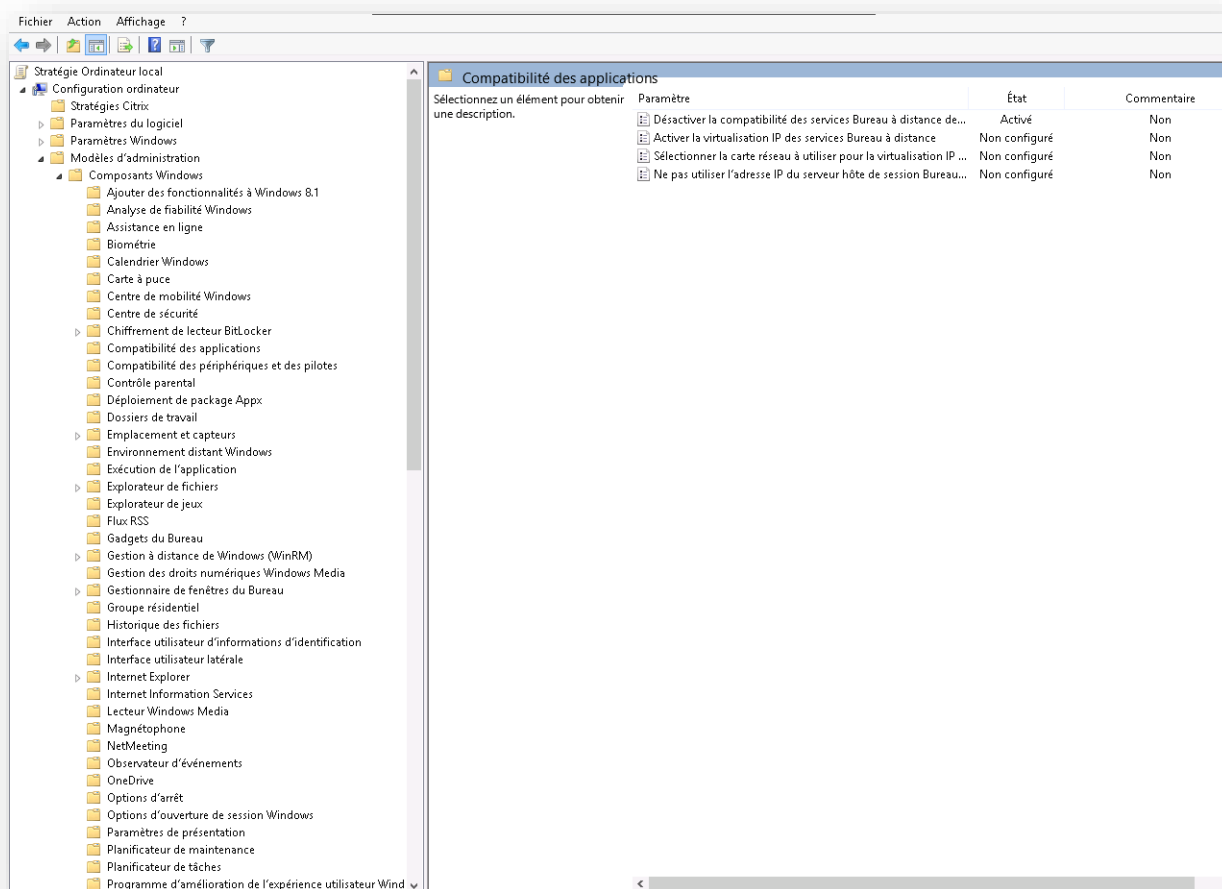 Fichier Action Affichage ?
Stratégie Ordinateur local
Configuration ordinateur
Stratégies Citrix
Paramètres du logiciel
Paramètres Windows
Modèles d'administration
Composants Windows
Ajouter des fonctionnalités à Windows 8.1
Analyse de fiabilité Windows
Assistance en ligne
Biométrie
Calendrier Windows
Carte à puce
Centre de mobilité Windows
Centre de sécurité
Chiffrement de lecteur BitLocker
Compatibilité des applications
Compatibilité des périphériques et des pilotes
Contrôle parental
Déploiement de package Appx
Dossiers de travail
Emplacement et capteurs
Environnement distant Windows
Exécution de l'application
Explorateur de fichiers
Explorateur de jeux
Flux RSS
Gadgets du Bureau
Gestion à distance de Windows (WinRM)
Gestion des droits numériques Windows Media
Gestionnaire de fenêtres du Bureau
Groupe résidentiel
Historique des fichiers
Interface utilisateur d'informations d'identification
Interface utilisateur latérale
Internet Explorer
Internet Information Services
Lecteur Windows Media
Magnétophone
NetMeeting
Observateur d'événements
OneDrive
Options d'arrêt
Options d'ouverture de session Windows
Paramètres de présentation
Planificateur de maintenance
Planificateur de tâches
Programme d'amélioration de l'expérience utilisateur Wind
Compatibilité des applications
Sélectionnez un élément pour obtenir
une description.
Paramètre État Commentaire
Désactiver la compatibilité des services Bureau à distance de... Activé Non
Activer la virtualisation IP des services Bureau à distance Non configuré Non
Sélectionner la carte réseau à utiliser pour la virtualisation IP ... Non configuré Non
Ne pas utiliser l'adresse IP du serveur hôte de session Bureau... Non configuré Non